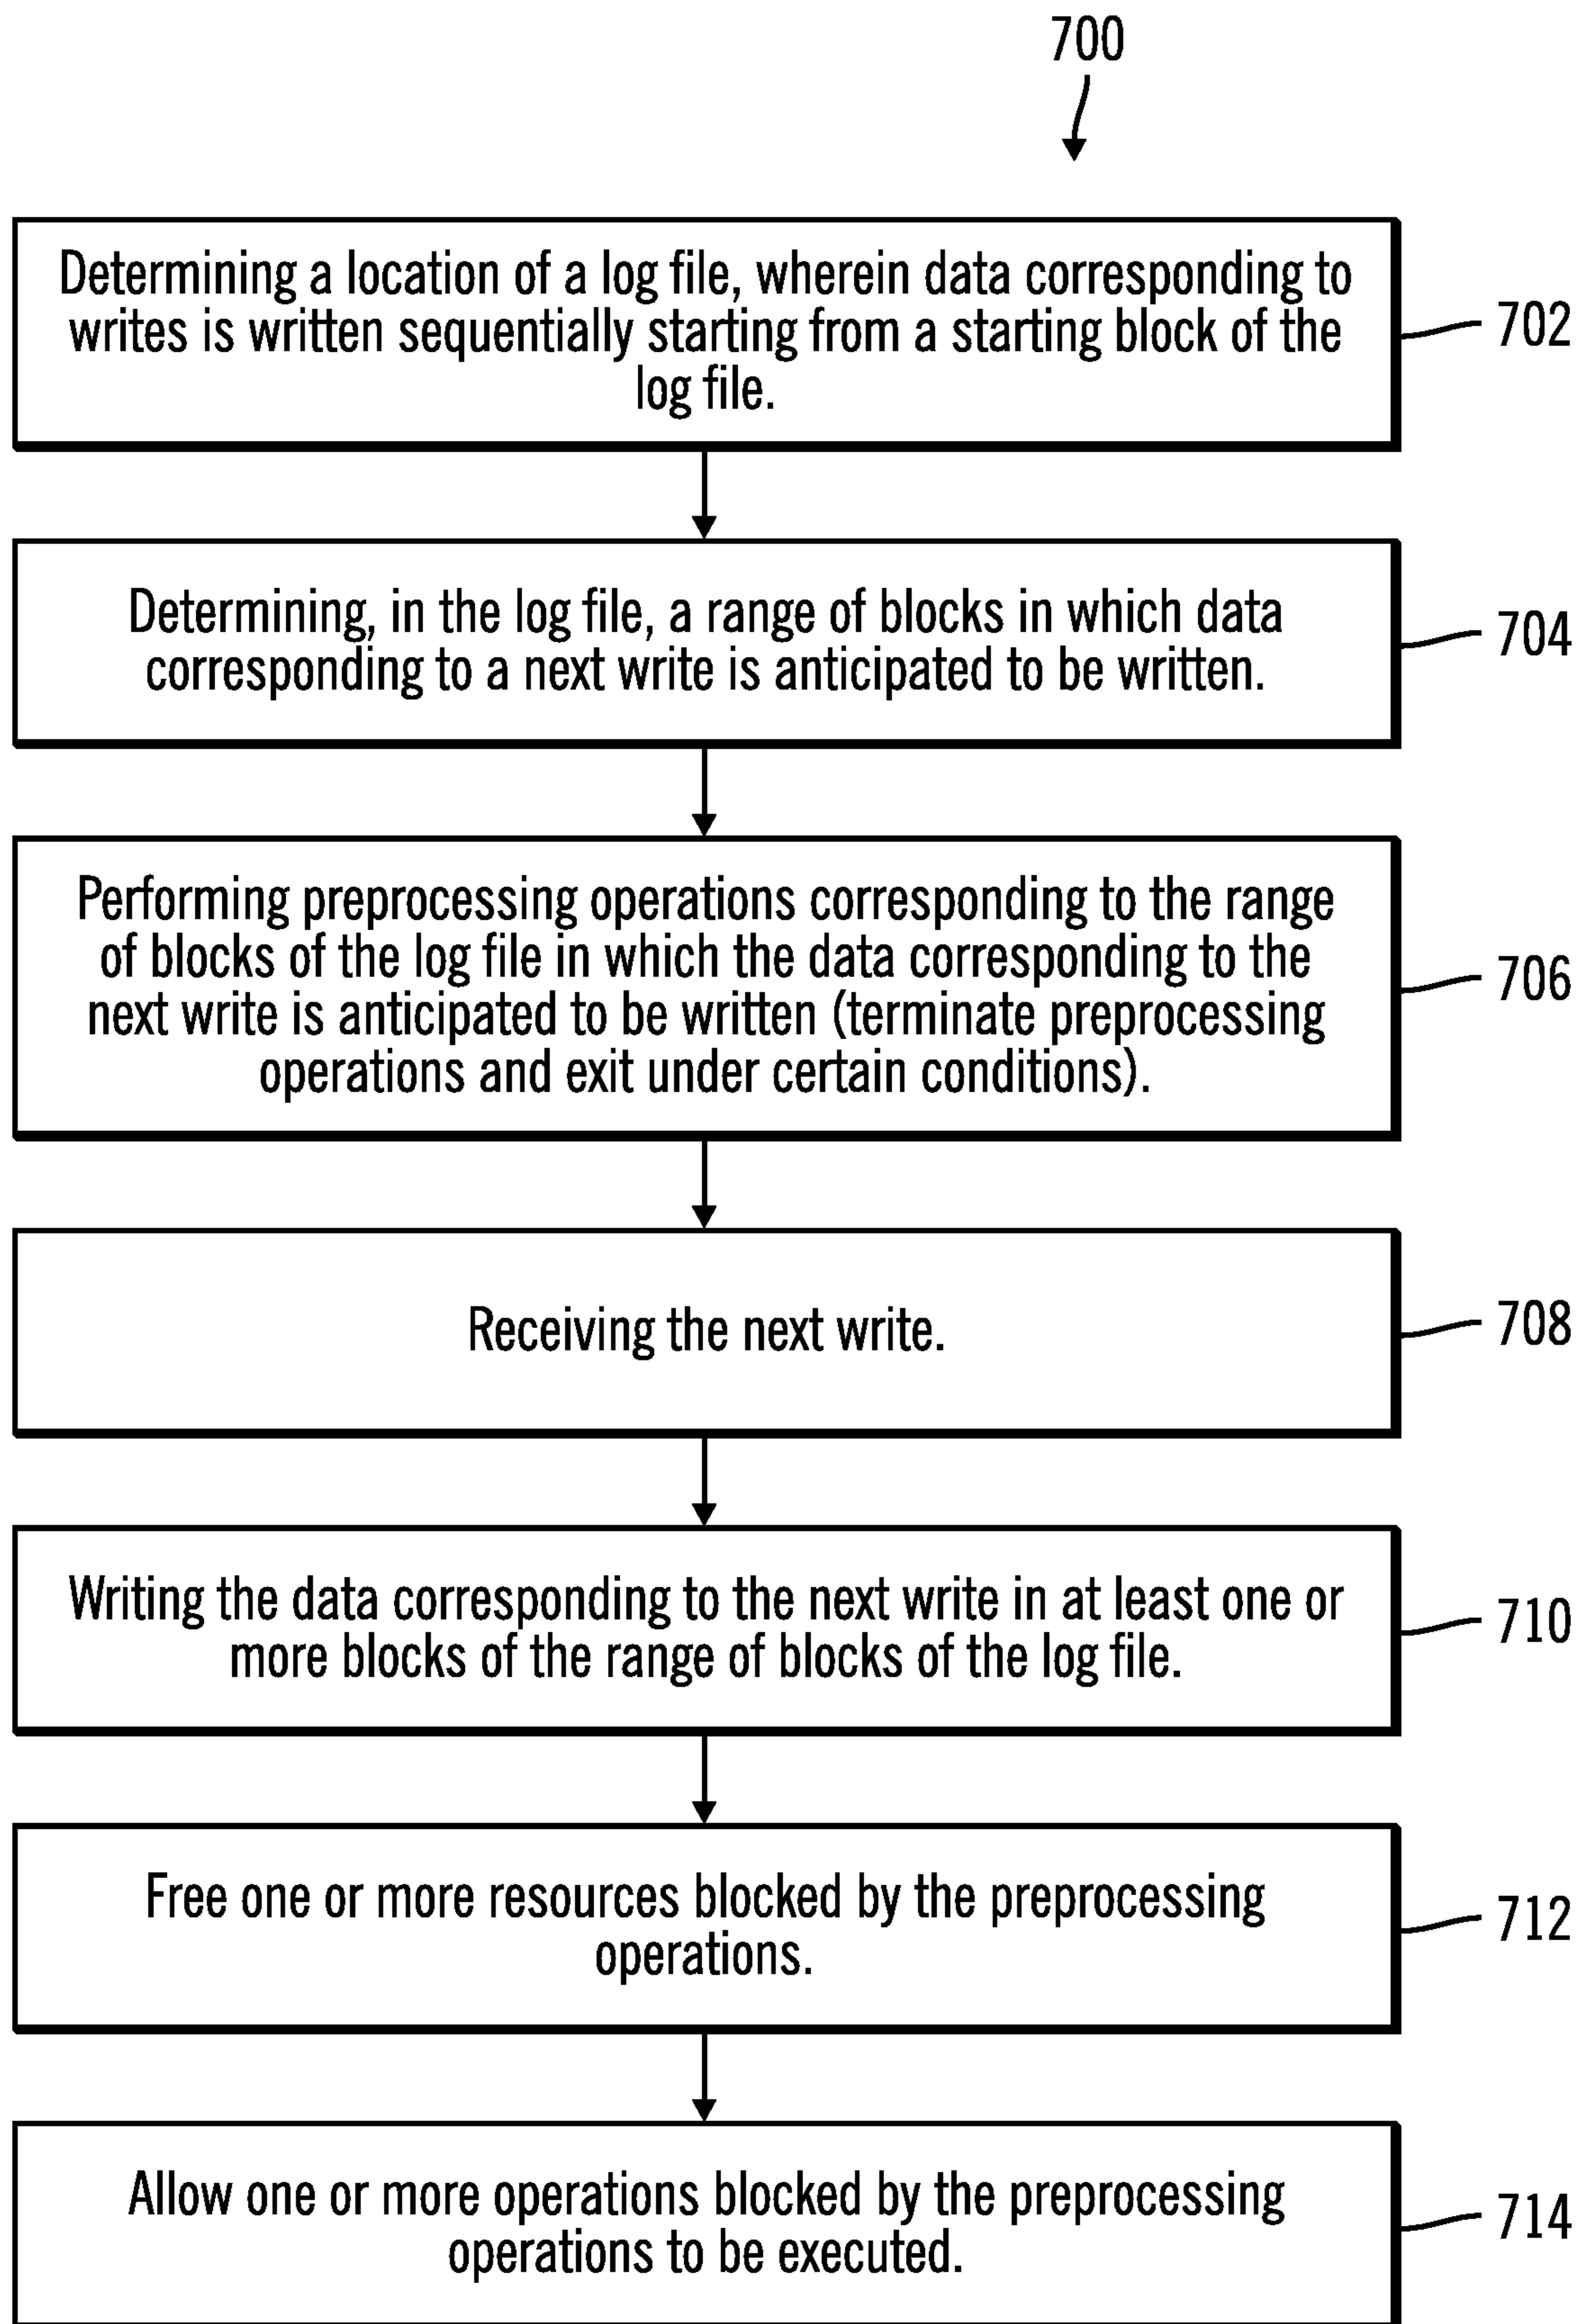 700
Determining a location of a log file, wherein data corresponding to
writes is written sequentially starting from a starting block of the
log file.
702
Determining, in the log file, a range of blocks in which data
corresponding to a next write is anticipated to be written.
704
Performing preprocessing operations corresponding to the range
of blocks of the log file in which the data corresponding to the
next write is anticipated to be written (terminate preprocessing
operations and exit under certain conditions).
706
Receiving the next write.
708
Writing the data corresponding to the next write in at least one or
more blocks of the range of blocks of the log file.
710
Free one or more resources blocked by the preprocessing
operations.
712
Allow one or more operations blocked by the preprocessing
operations to be executed.
714